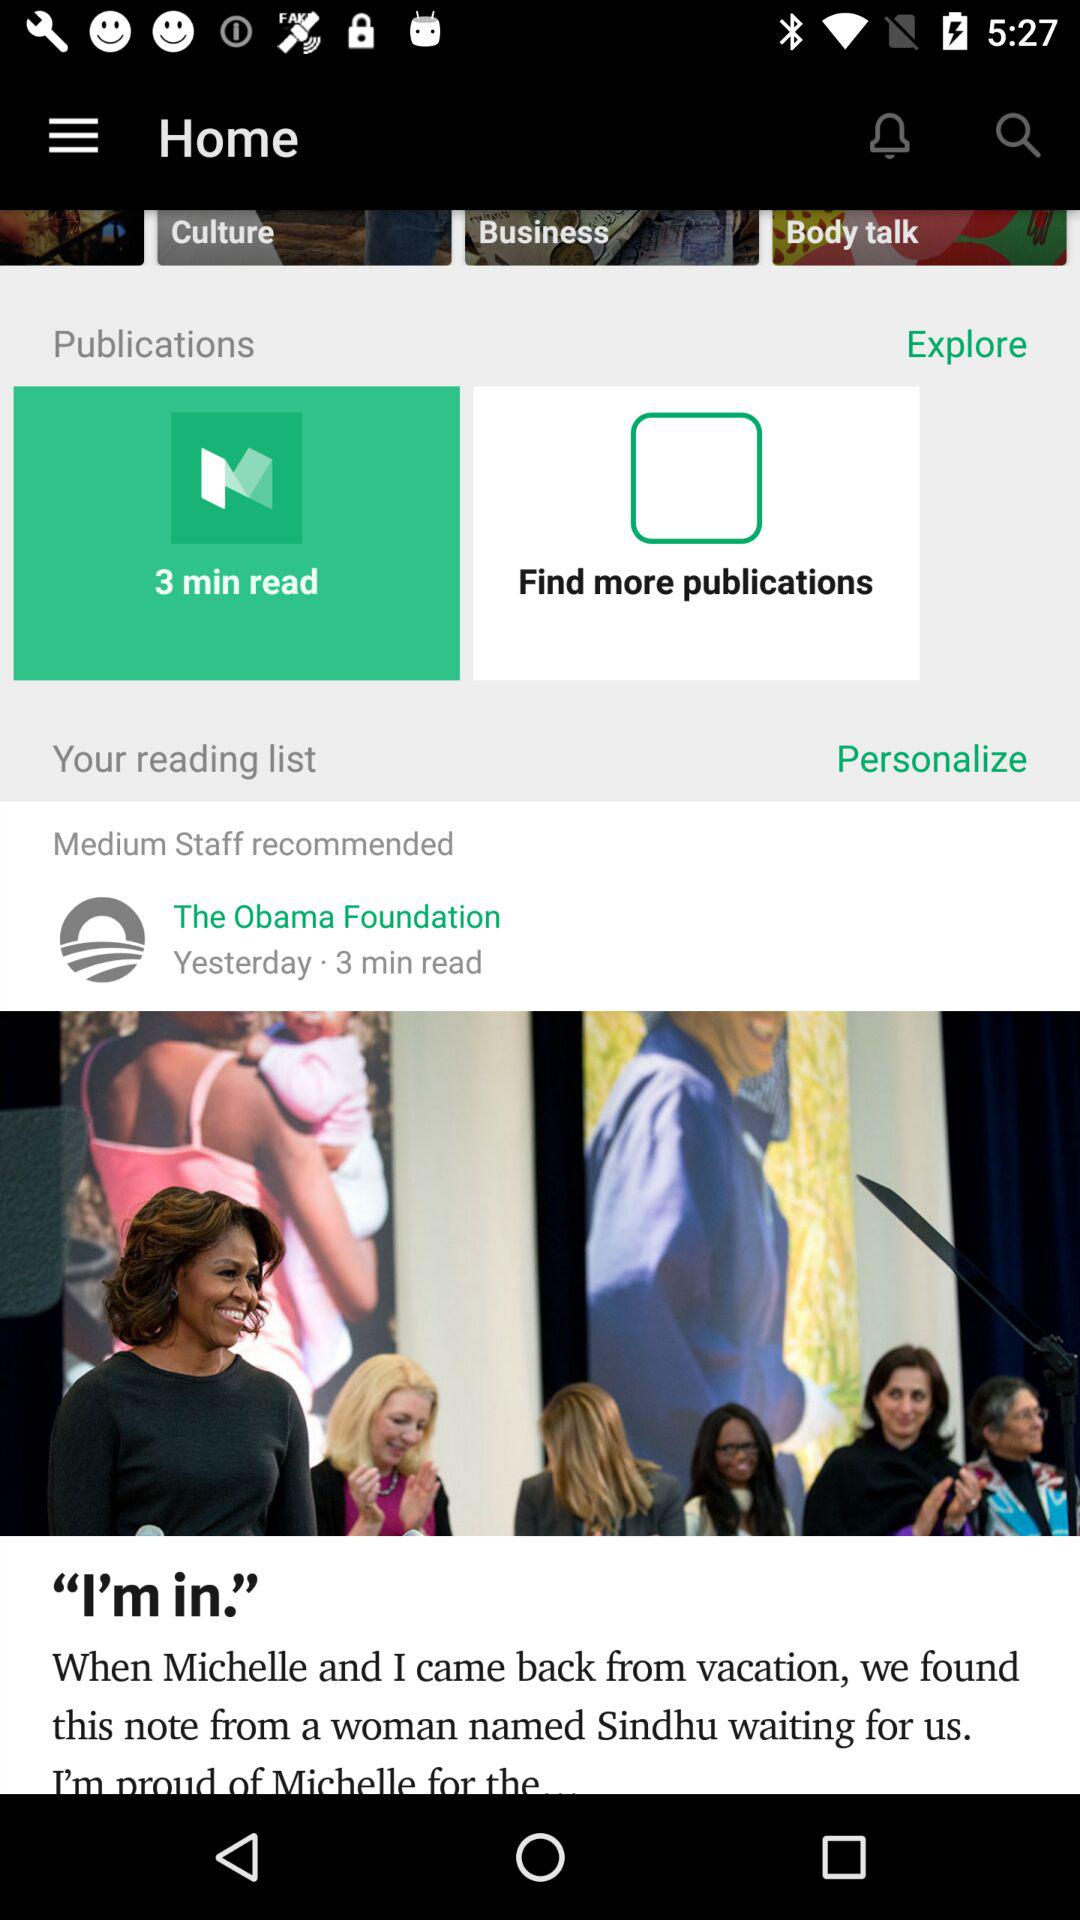 FAKE
5:27
Home
Culture
Business
Body talk
Publications
Explore
3 min read
Find more publications
Your reading list
Personalize
Medium Staff recommended
The Obama Foundation
Yesterday · 3 min read
“I’m in.”
When Michelle and I came back from vacation, we found
this note from a woman named Sindhu waiting for us.
I’m proud of Michelle for the...